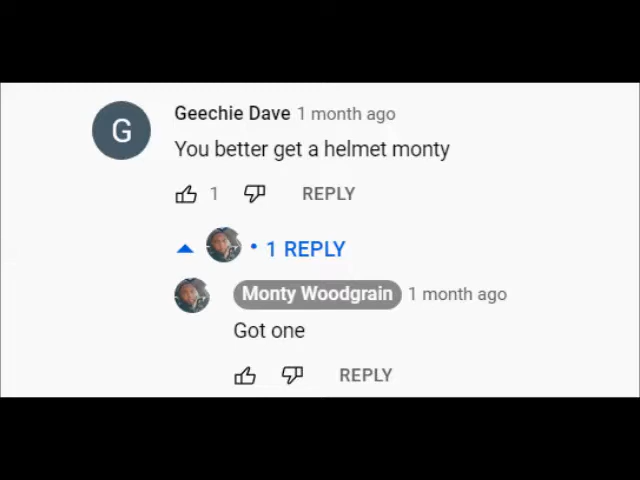 G
Geechie Dave 1 month ago
You better get a helmet monty
1 REPLY
• 1 REPLY
Monty Woodgrain 1 month ago
Got one
REPLY